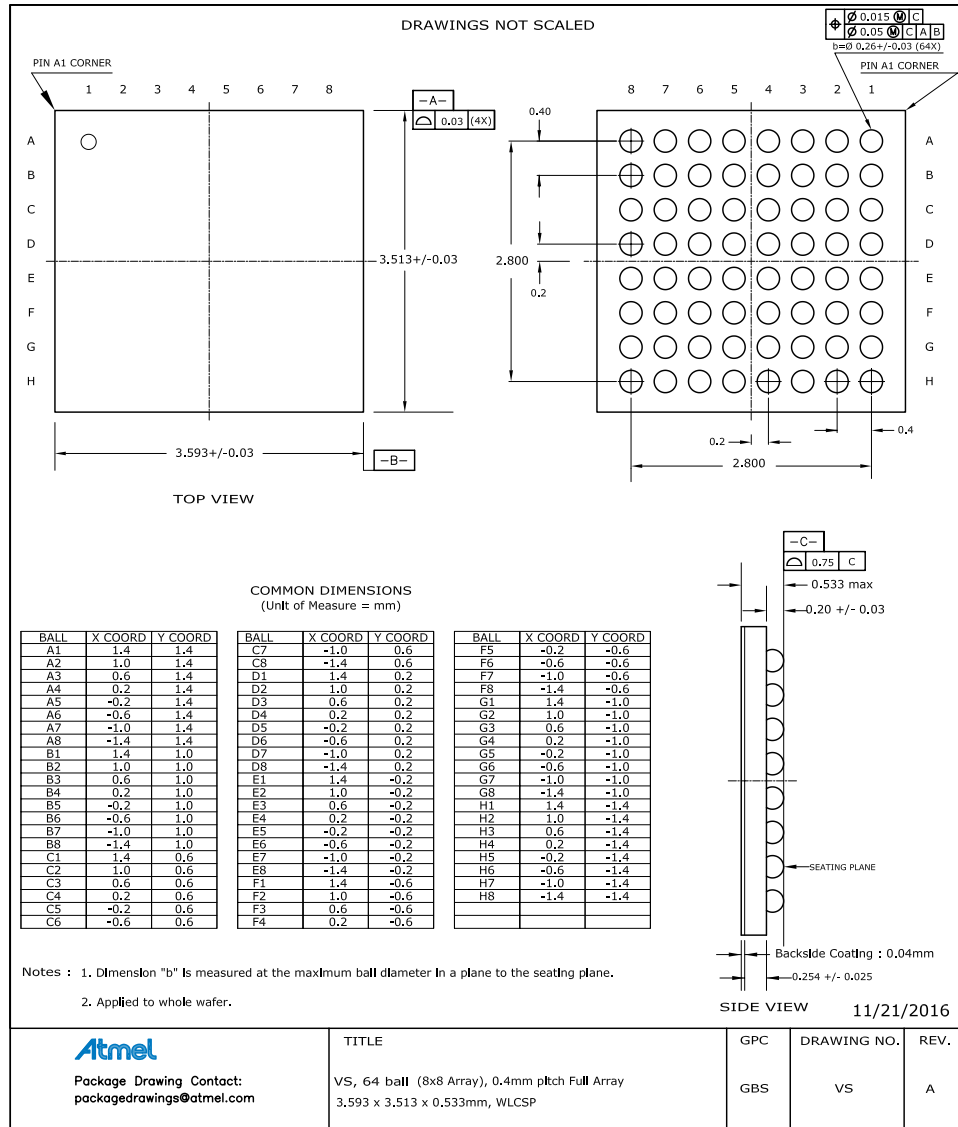 DRAWINGS NOT SCALED
⌖ Ø 0.015 Ⓜ C
Ø 0.05 Ⓜ C A B
b=Ø 0.26+/-0.03 (64X)
PIN A1 CORNER
PIN A1 CORNER
1 2 3 4 5 6 7 8
8 7 6 5 4 3 2 1
-A-
0.03 (4X)
0.40
A
B
C
D
E
F
G
H
3.513+/-0.03
2.800
0.2
A
B
C
D
E
F
G
H
0.2
0.4
2.800
3.593+/-0.03
-B-
TOP VIEW
-C-
0.75 C
0.533 max
0.20 +/- 0.03
COMMON DIMENSIONS
(Unit of Measure = mm)
BALL X COORD Y COORD
A1 1.4 1.4
A2 1.0 1.4
A3 0.6 1.4
A4 0.2 1.4
A5 -0.2 1.4
A6 -0.6 1.4
A7 -1.0 1.4
A8 -1.4 1.4
B1 1.4 1.0
B2 1.0 1.0
B3 0.6 1.0
B4 0.2 1.0
B5 -0.2 1.0
B6 -0.6 1.0
B7 -1.0 1.0
B8 -1.4 1.0
C1 1.4 0.6
C2 1.0 0.6
C3 0.6 0.6
C4 0.2 0.6
C5 -0.2 0.6
C6 -0.6 0.6
BALL X COORD Y COORD
C7 -1.0 0.6
C8 -1.4 0.6
D1 1.4 0.2
D2 1.0 0.2
D3 0.6 0.2
D4 0.2 0.2
D5 -0.2 0.2
D6 -0.6 0.2
D7 -1.0 0.2
D8 -1.4 0.2
E1 1.4 -0.2
E2 1.0 -0.2
E3 0.6 -0.2
E4 0.2 -0.2
E5 -0.2 -0.2
E6 -0.6 -0.2
E7 -1.0 -0.2
E8 -1.4 -0.2
F1 1.4 -0.6
F2 1.0 -0.6
F3 0.6 -0.6
F4 0.2 -0.6
BALL X COORD Y COORD
F5 -0.2 -0.6
F6 -0.6 -0.6
F7 -1.0 -0.6
F8 -1.4 -0.6
G1 1.4 -1.0
G2 1.0 -1.0
G3 0.6 -1.0
G4 0.2 -1.0
G5 -0.2 -1.0
G6 -0.6 -1.0
G7 -1.0 -1.0
G8 -1.4 -1.0
H1 1.4 -1.4
H2 1.0 -1.4
H3 0.6 -1.4
H4 0.2 -1.4
H5 -0.2 -1.4
H6 -0.6 -1.4
H7 -1.0 -1.4
H8 -1.4 -1.4
SEATING PLANE
Backside Coating : 0.04mm
0.254 +/- 0.025
SIDE VIEW
11/21/2016
Notes : 1. Dimension "b" is measured at the maximum ball diameter in a plane to the seating plane.
2. Applied to whole wafer.
Atmel
Package Drawing Contact:
packagedrawings@atmel.com
TITLE
VS, 64 ball (8x8 Array), 0.4mm pitch Full Array
3.593 x 3.513 x 0.533mm, WLCSP
GPC
GBS
DRAWING NO.
VS
REV.
A